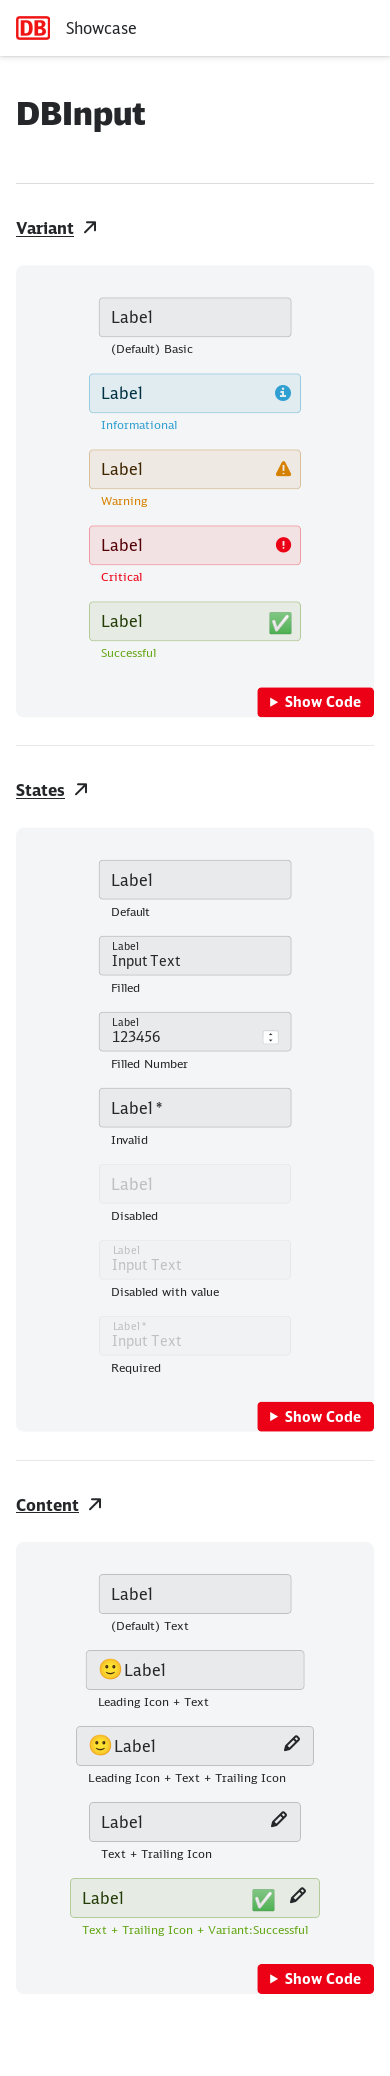 DB Showcase
DBInput
Variant
Label
(Default) Basic
Label
Informational
Label
Warning
Label
Critical
Label
Successful
Show Code
States
Label
Default
Label
Input Text
Filled
Label
123456
Filled Number
Label *
Invalid
Label
Disabled
Label
Input Text
Disabled with value
Label *
Input Text
Required
Show Code
Content
Label
(Default) Text
Label
Leading Icon + Text
Label
Leading Icon + Text + Trailing Icon
Label
Text + Trailing Icon
Label
Text + Trailing Icon + Variant:Successful
Show Code